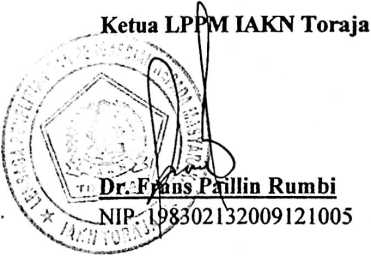 Ketua LPPM IAKN Toraja
Dr. Frans Paillin Rumbi
NIP. 198302132009121005